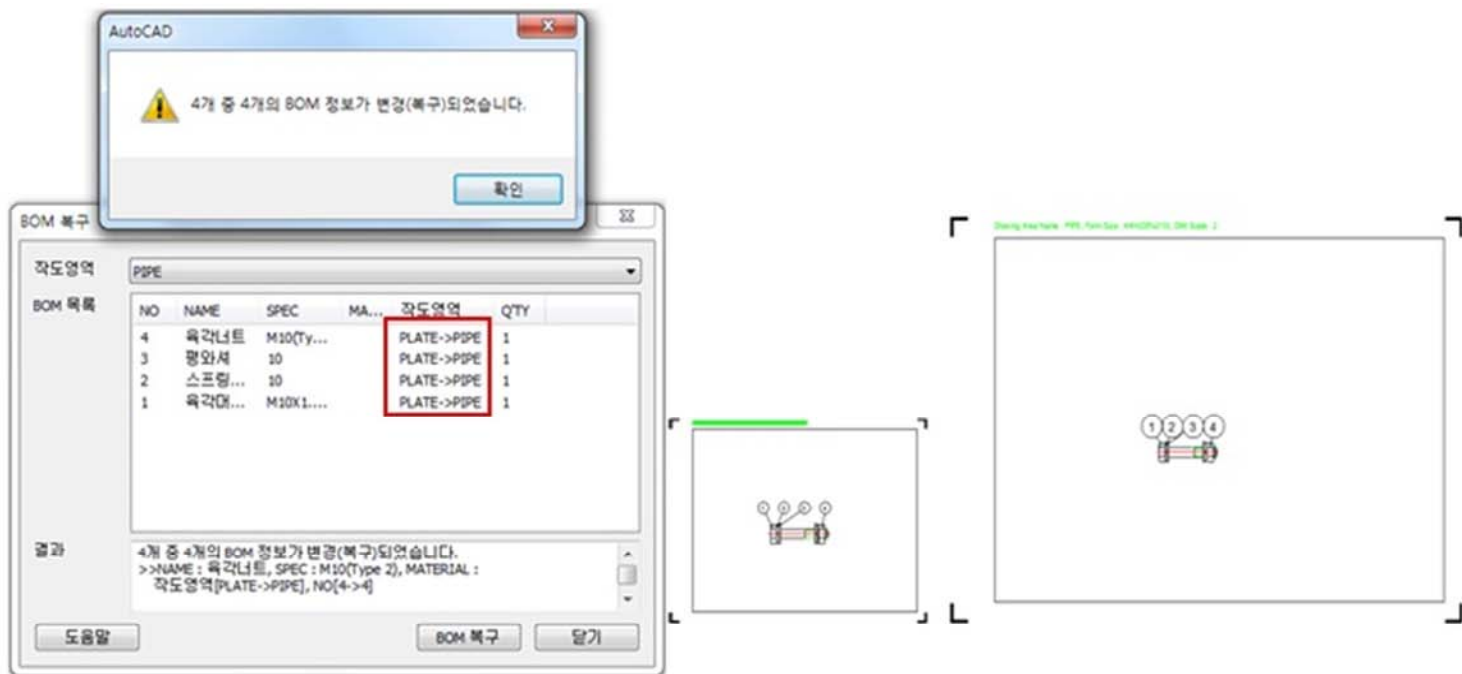 AutoCAD
4개 중 4개의 BOM 정보가 변경(복구)되었습니다.
확인
BOM 복구
작도영역
PIPE
BOM 목록
NO NAME SPEC MA... 작도영역 Q'TY
4 육각너트 M10(Ty... PLATE->PIPE 1
3 평와셔 10 PLATE->PIPE 1
2 스프링... 10 PLATE->PIPE 1
1 육각머... M10X1.... PLATE->PIPE 1
결과
4개 중 4개의 BOM 정보가 변경(복구)되었습니다.
>>NAME : 육각너트, SPEC : M10(Type 2), MATERIAL :
작도영역[PLATE->PIPE], NO[4->4]
도움말
BOM 복구
닫기
1 2 3 4